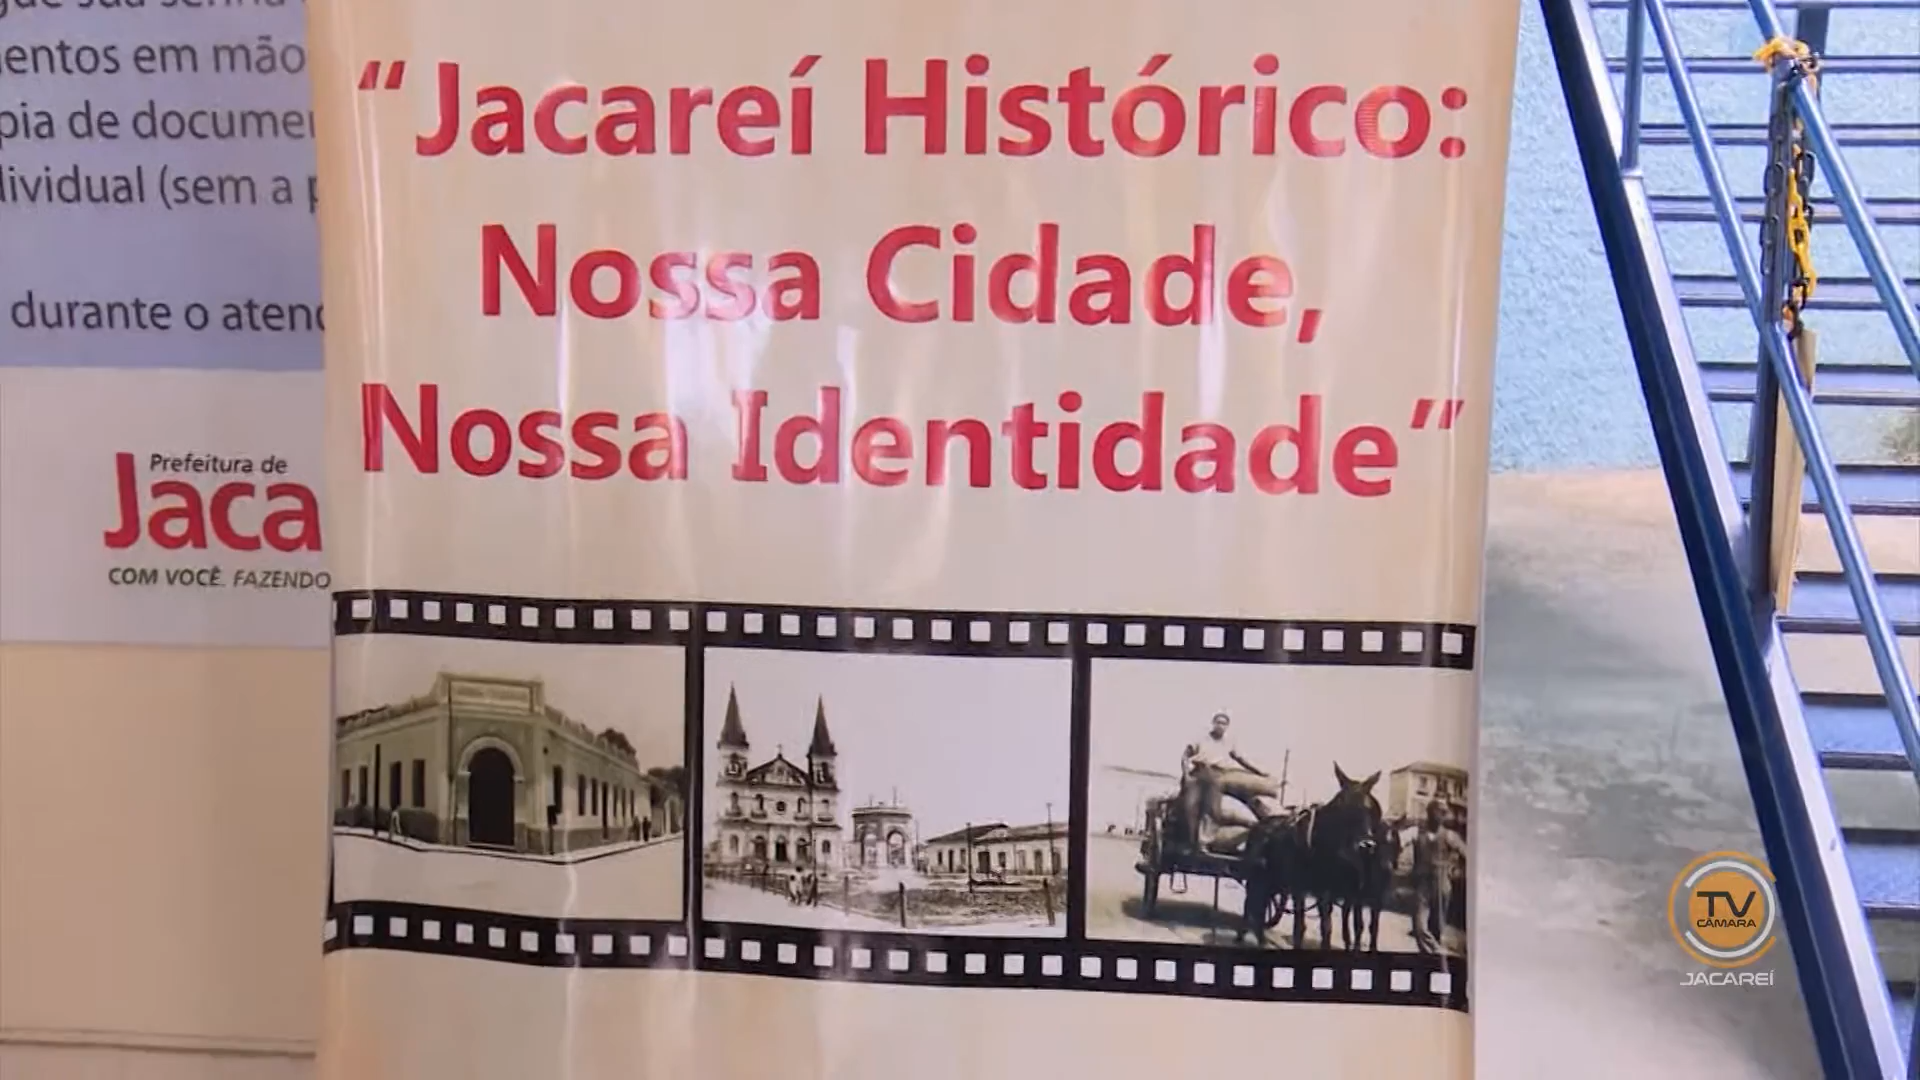 entos em mão
pia de docume
dividual (sem a
durante o aten
Prefeitura de
Jaca
COM VOCÊ. FAZENDO
“Jacareí Histórico:
Nossa Cidade,
Nossa Identidade”
TV
CÂMARA
JACAREÍ